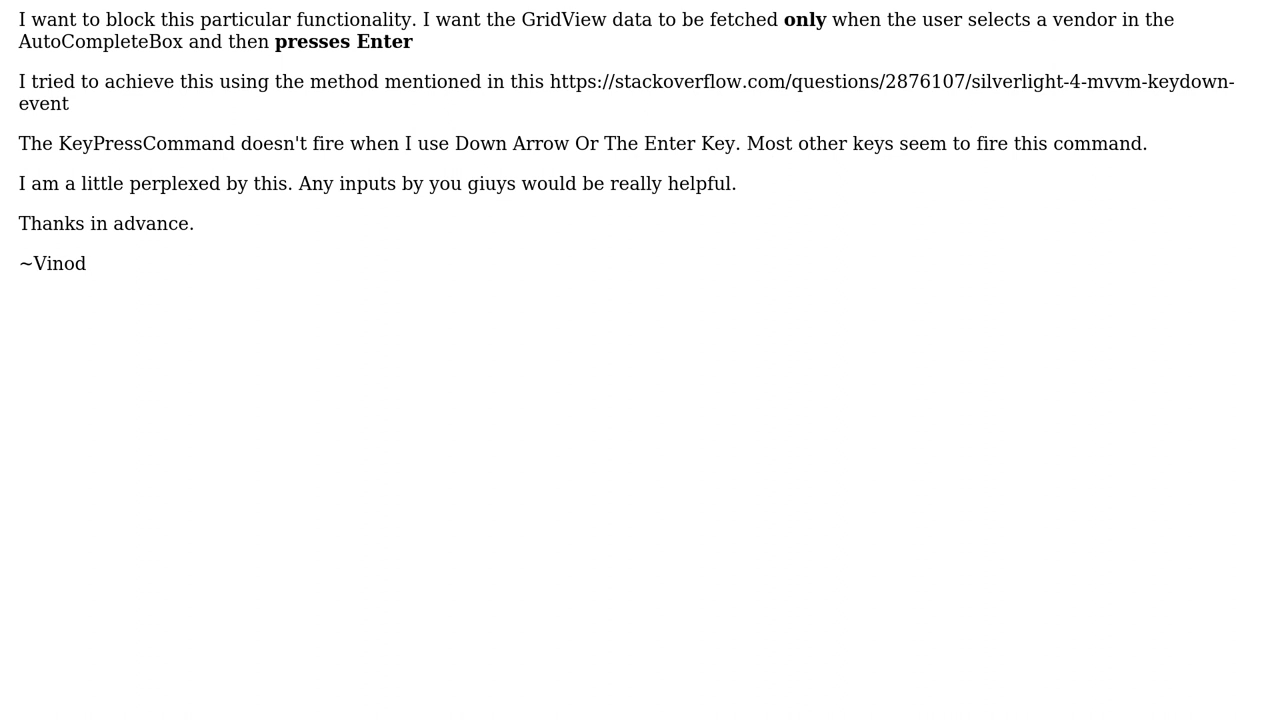 I want to block this particular functionality. I want the GridView data to be fetched only when the user selects a vendor in the
AutoCompleteBox and then presses Enter
I tried to achieve this using the method mentioned in this https://stackoverflow.com/questions/2876107/silverlight-4-mvvm-keydown-
event
The KeyPressCommand doesn't fire when I use Down Arrow Or The Enter Key. Most other keys seem to fire this command.
I am a little perplexed by this. Any inputs by you giuys would be really helpful.
Thanks in advance.
~Vinod